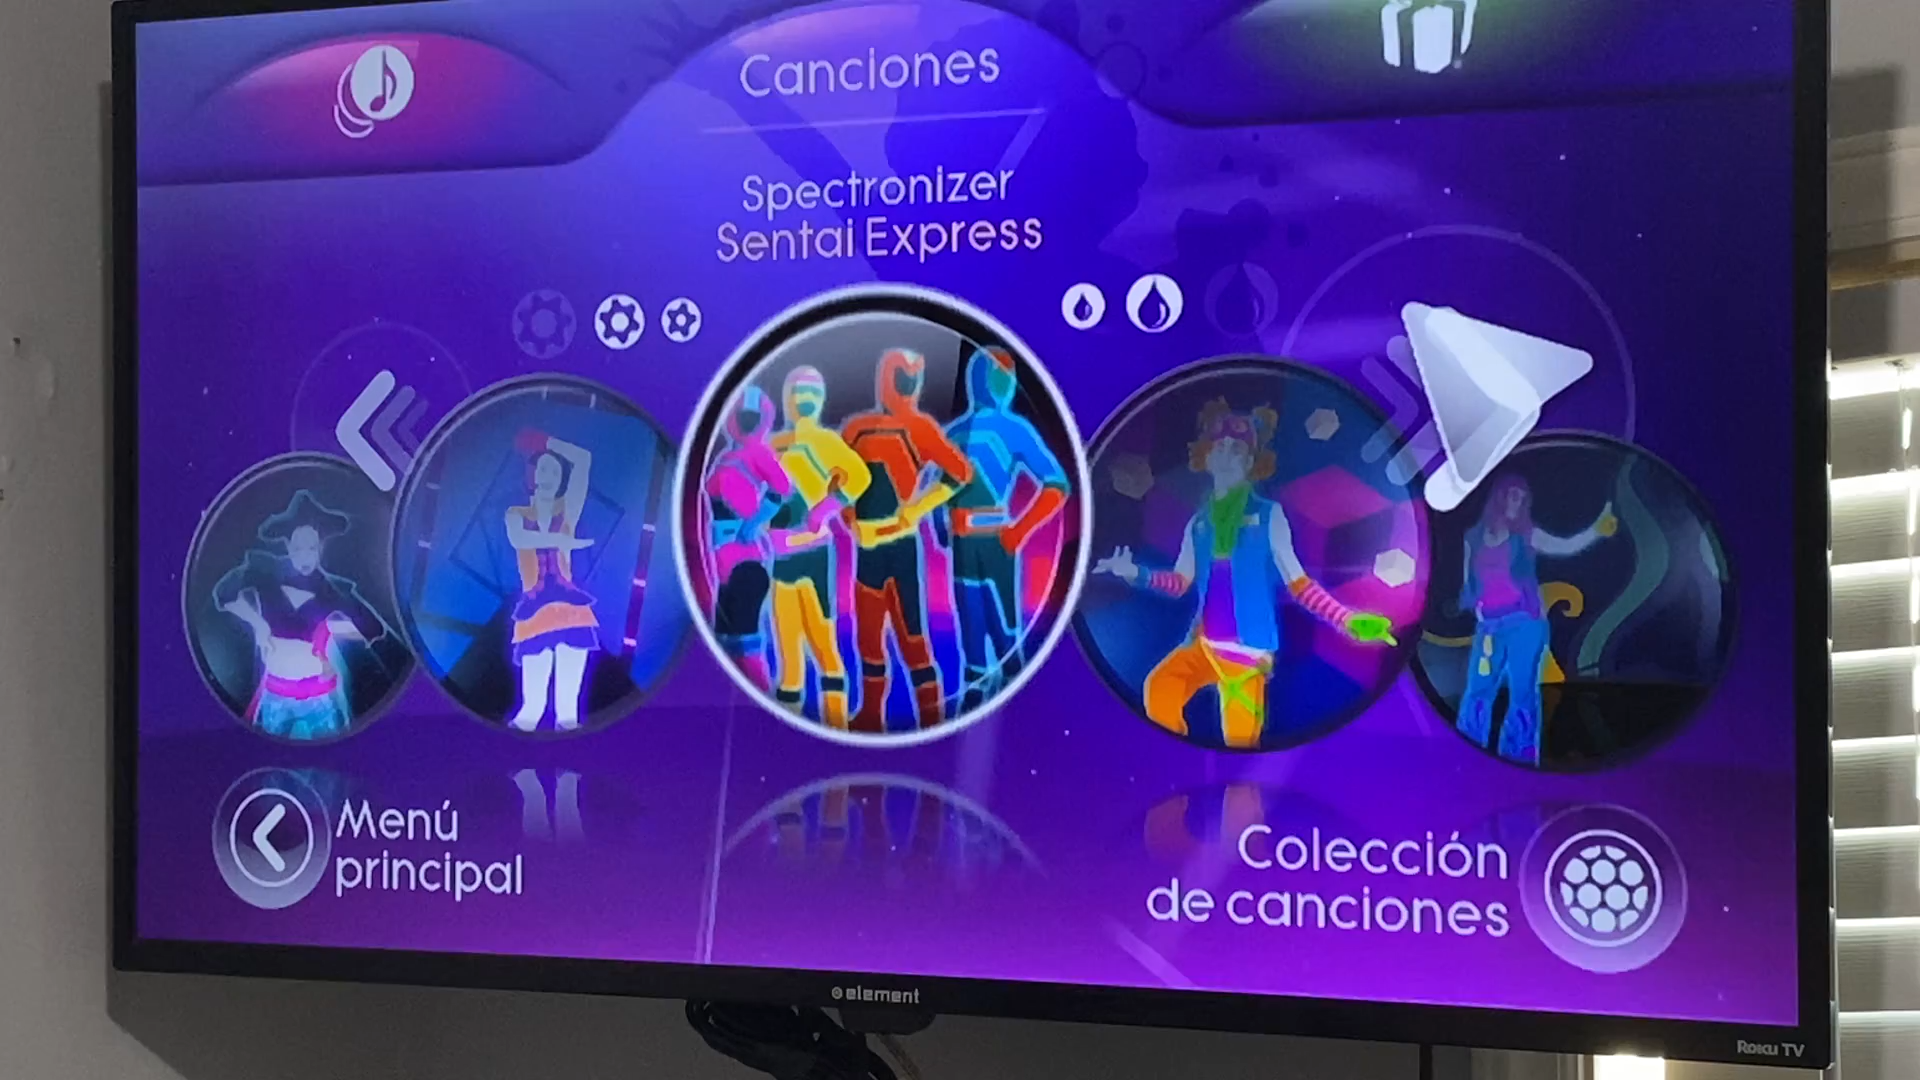 Canciones
Spectronizer
Sentai Express
Menú
principal
Colección
de canciones
element
Roku TV